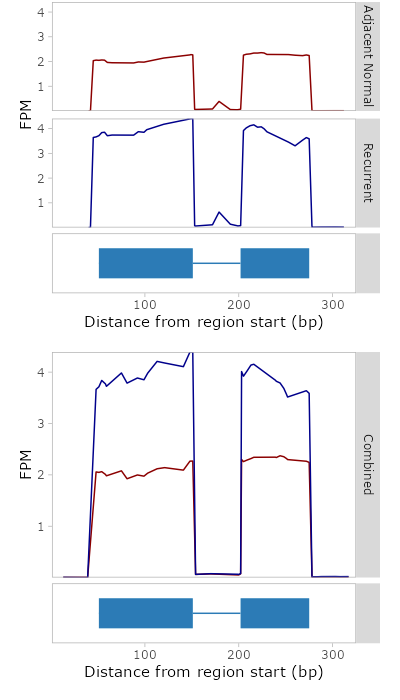 4
3
2
1
Adjacent Normal
FPM
4
3
2
1
Recurrent
100 200 300
Distance from region start (bp)
4
3
2
1
FPM
Combined
100 200 300
Distance from region start (bp)